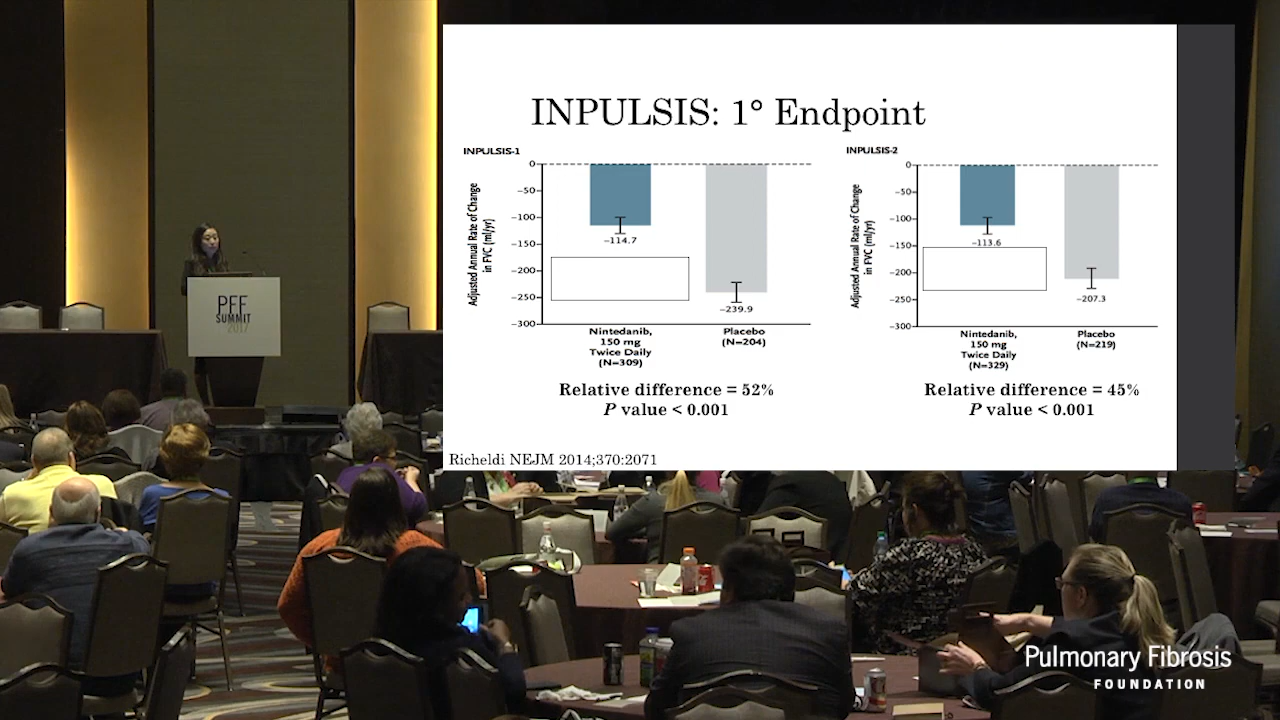 INPULSIS: 1° Endpoint
INPULSIS-1
Adjusted Annual Rate of Change
in FVC (ml/yr)
0
−50
−100
−150
−200
−250
−300
−114.7
−239.9
Nintedanib,
150 mg
Twice Daily
(N=309)
Placebo
(N=204)
Relative difference = 52%
P value < 0.001
INPULSIS-2
Adjusted Annual Rate of Change
in FVC (ml/yr)
0
−50
−100
−150
−200
−250
−300
−113.6
−207.3
Nintedanib,
150 mg
Twice Daily
(N=329)
Placebo
(N=219)
Relative difference = 45%
P value < 0.001
Richeldi NEJM 2014;370:2071
PFF
SUMMIT
2017
Pulmonary Fibrosis
FOUNDATION